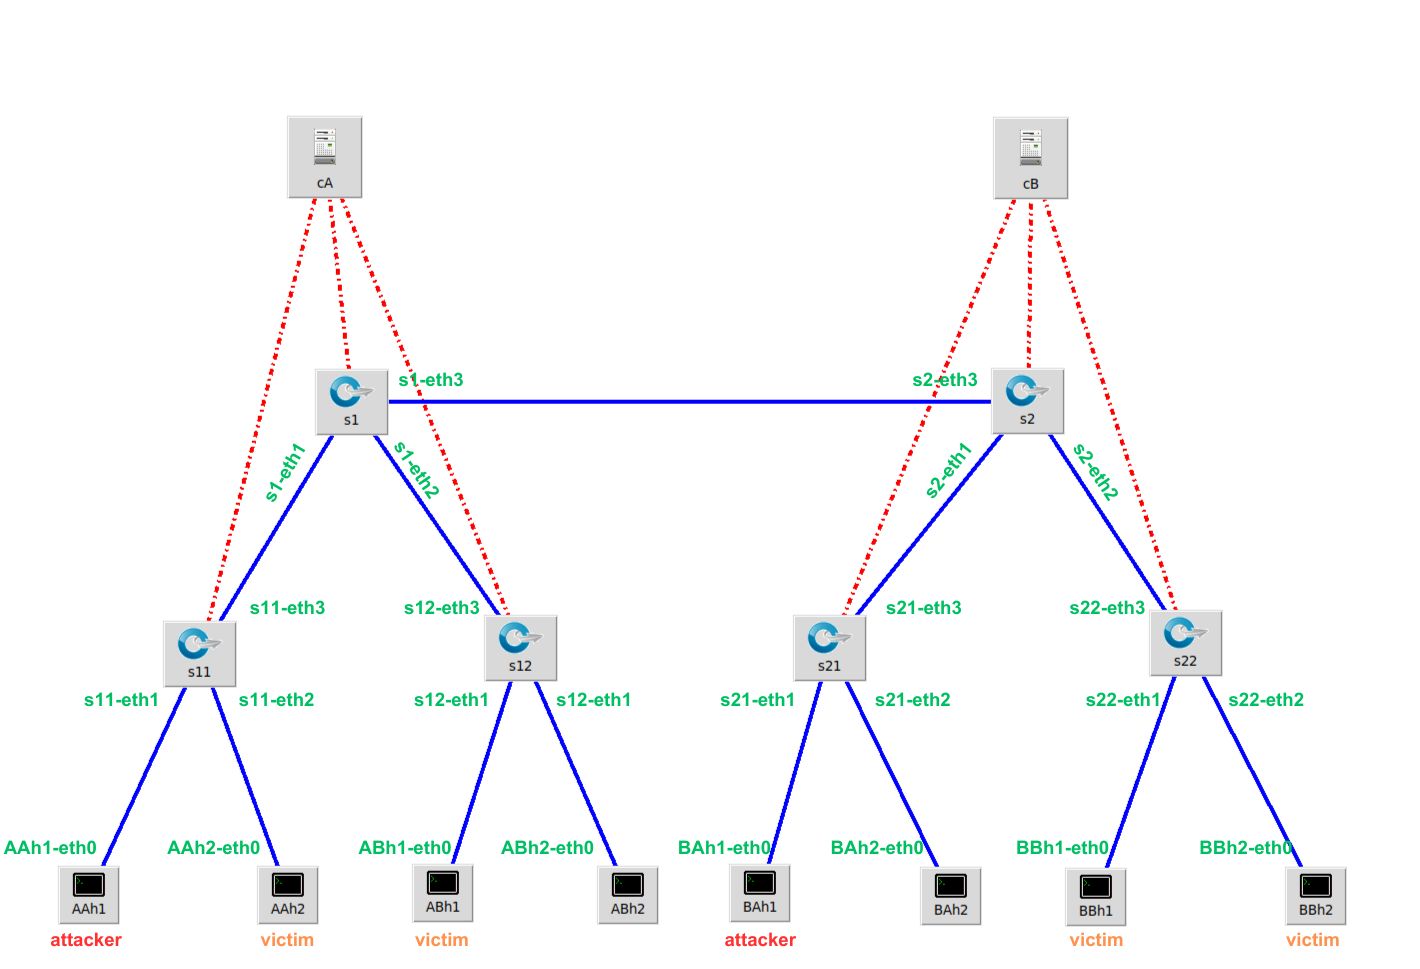 cA
cB
s1-eth3
s2-eth3
s1
s2
s1-eth1
s1-eth2
s2-eth1
s2-eth2
s11-eth3
s12-eth3
s21-eth3
s22-eth3
s11
s12
s21
s22
s11-eth1
s11-eth2
s12-eth1
s12-eth1
s21-eth1
s21-eth2
s22-eth1
s22-eth2
AAh1-eth0
AAh2-eth0
ABh1-eth0
ABh2-eth0
BAh1-eth0
BAh2-eth0
BBh1-eth0
BBh2-eth0
AAh1
AAh2
ABh1
ABh2
BAh1
BAh2
BBh1
BBh2
attacker
victim
victim
attacker
victim
victim